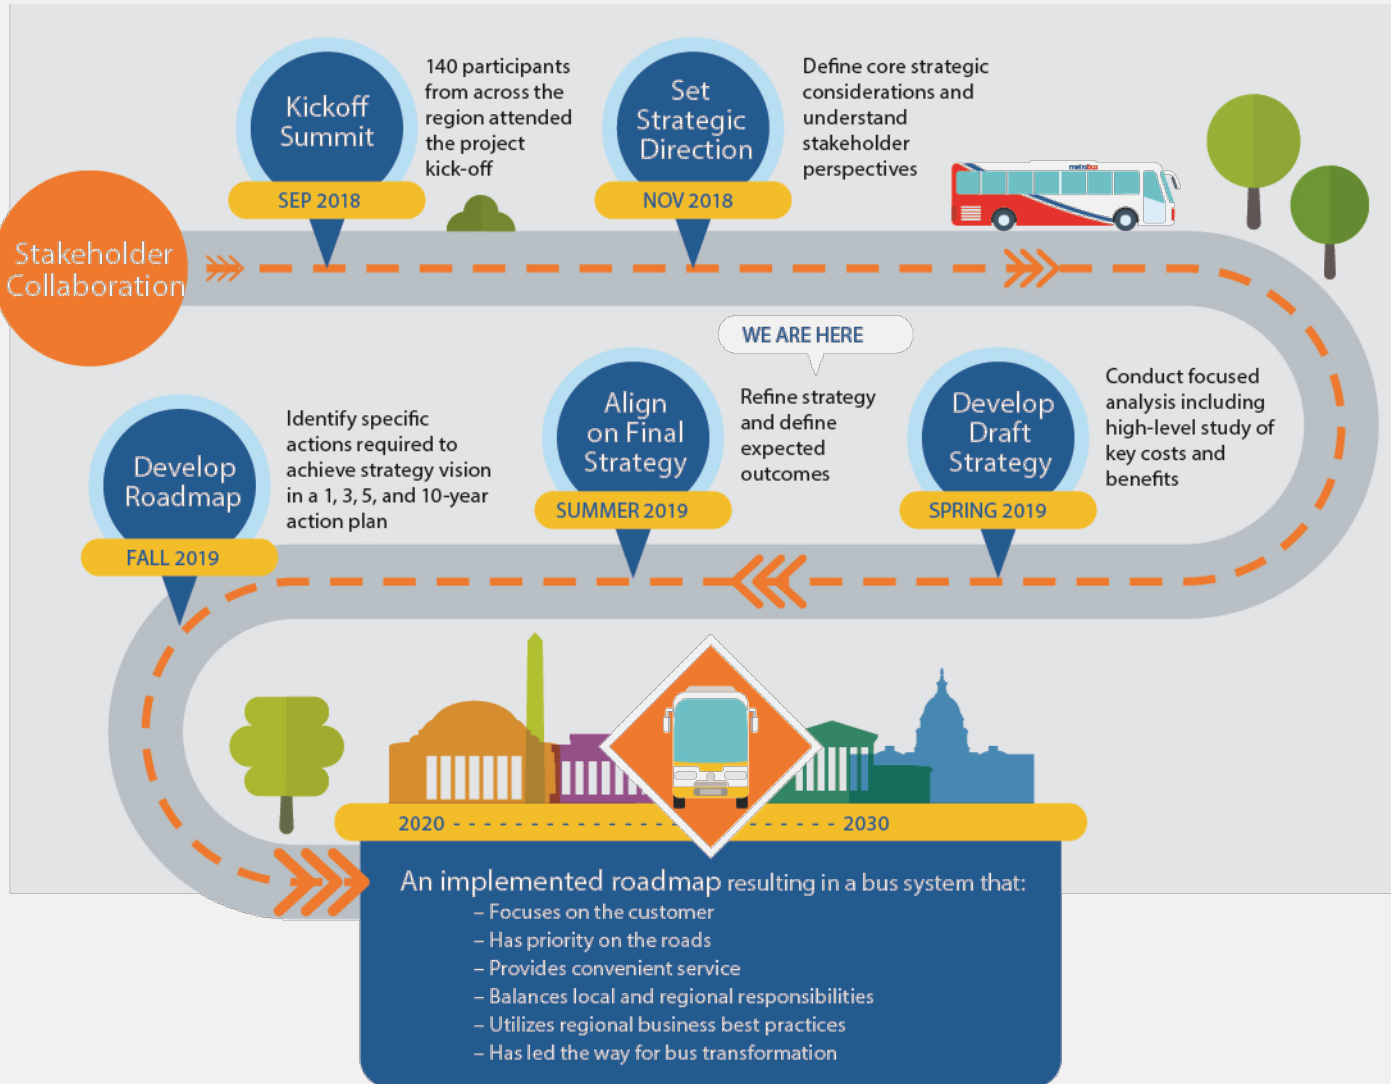 Kickoff
Summit
SEP 2018
140 participants
from across the
region attended
the project
kick-off
Set
Strategic
Direction
NOV 2018
Define core strategic
considerations and
understand
stakeholder
perspectives
metrobus
Stakeholder
Collaboration
WE ARE HERE
Develop
Draft
Strategy
SPRING 2019
Conduct focused
analysis including
high-level study of
key costs and
benefits
Align
on Final
Strategy
SUMMER 2019
Refine strategy
and define
expected
outcomes
Develop
Roadmap
FALL 2019
Identify specific
actions required to
achieve strategy vision
in a 1, 3, 5, and 10-year
action plan
2020 - - - - - - - - - - - - - - - - - - - - 2030
An implemented roadmap resulting in a bus system that:
– Focuses on the customer
– Has priority on the roads
– Provides convenient service
– Balances local and regional responsibilities
– Utilizes regional business best practices
– Has led the way for bus transformation